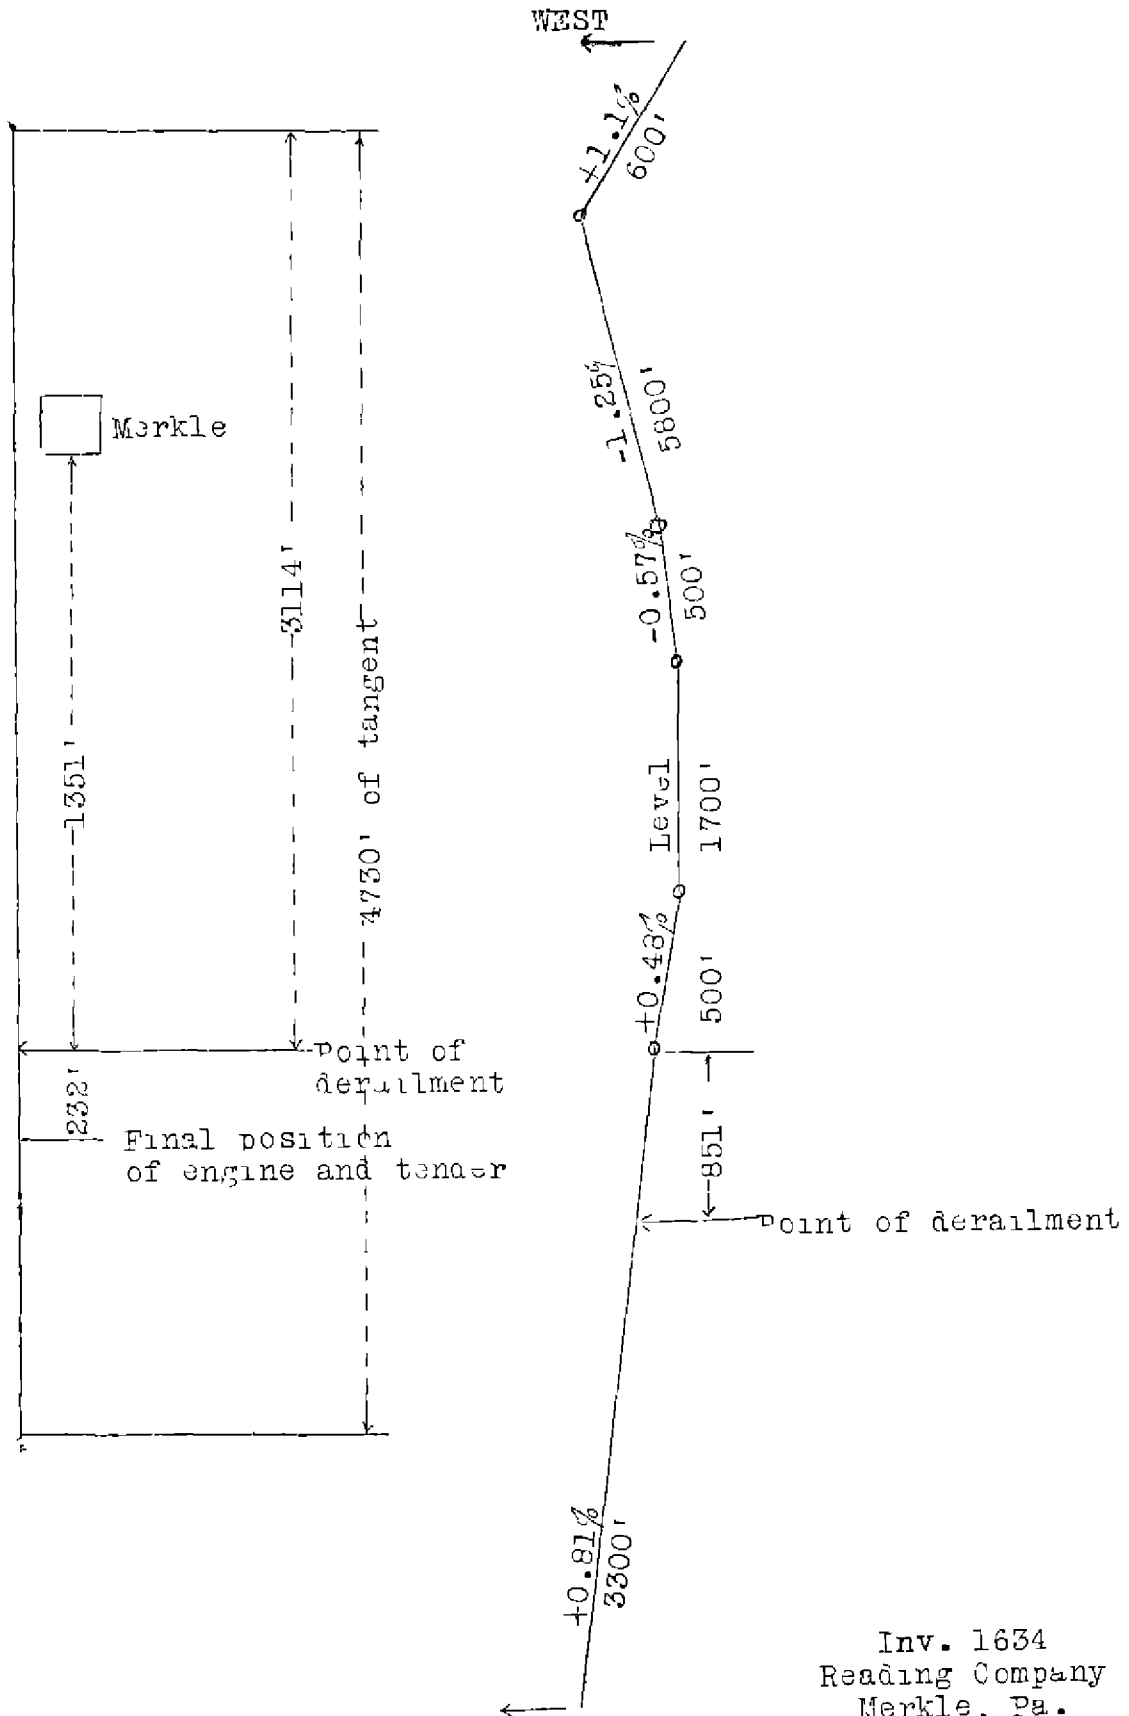 WEST
+1.1%
600'
Merkle
-1.25%
5800'
-0.57%
500'
3114'
4730' of tangent
1351'
Level
1700'
+0.48%
500'
Point of
derailment
232'
Final position
of engine and tender
851'
Point of derailment
+0.81%
3300'
Inv. 1634
Reading Company
Merkle, Pa.